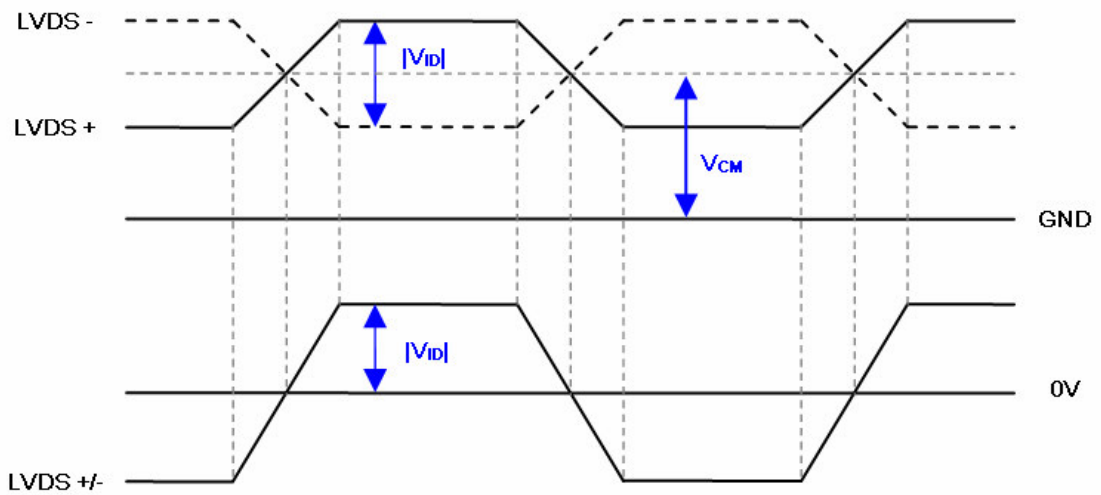 LVDS -
|VID|
LVDS +
VCM
GND
|VID|
0V
LVDS +/-